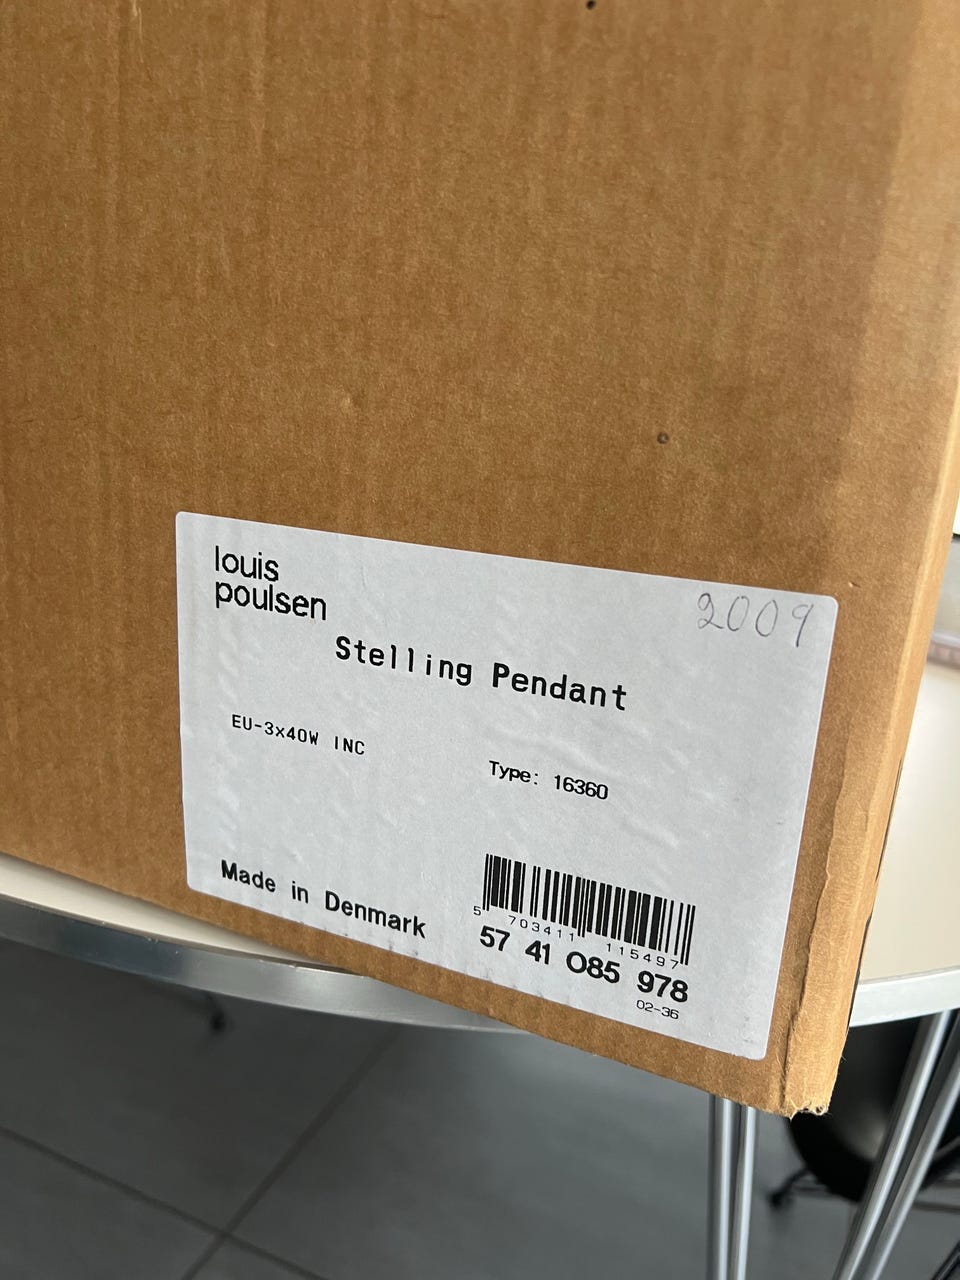 louis
poulsen
2009
Stelling Pendant
EU-3x40W INC
Type: 16360
Made in Denmark
5 703411 115497
57 41 085 978
02-36